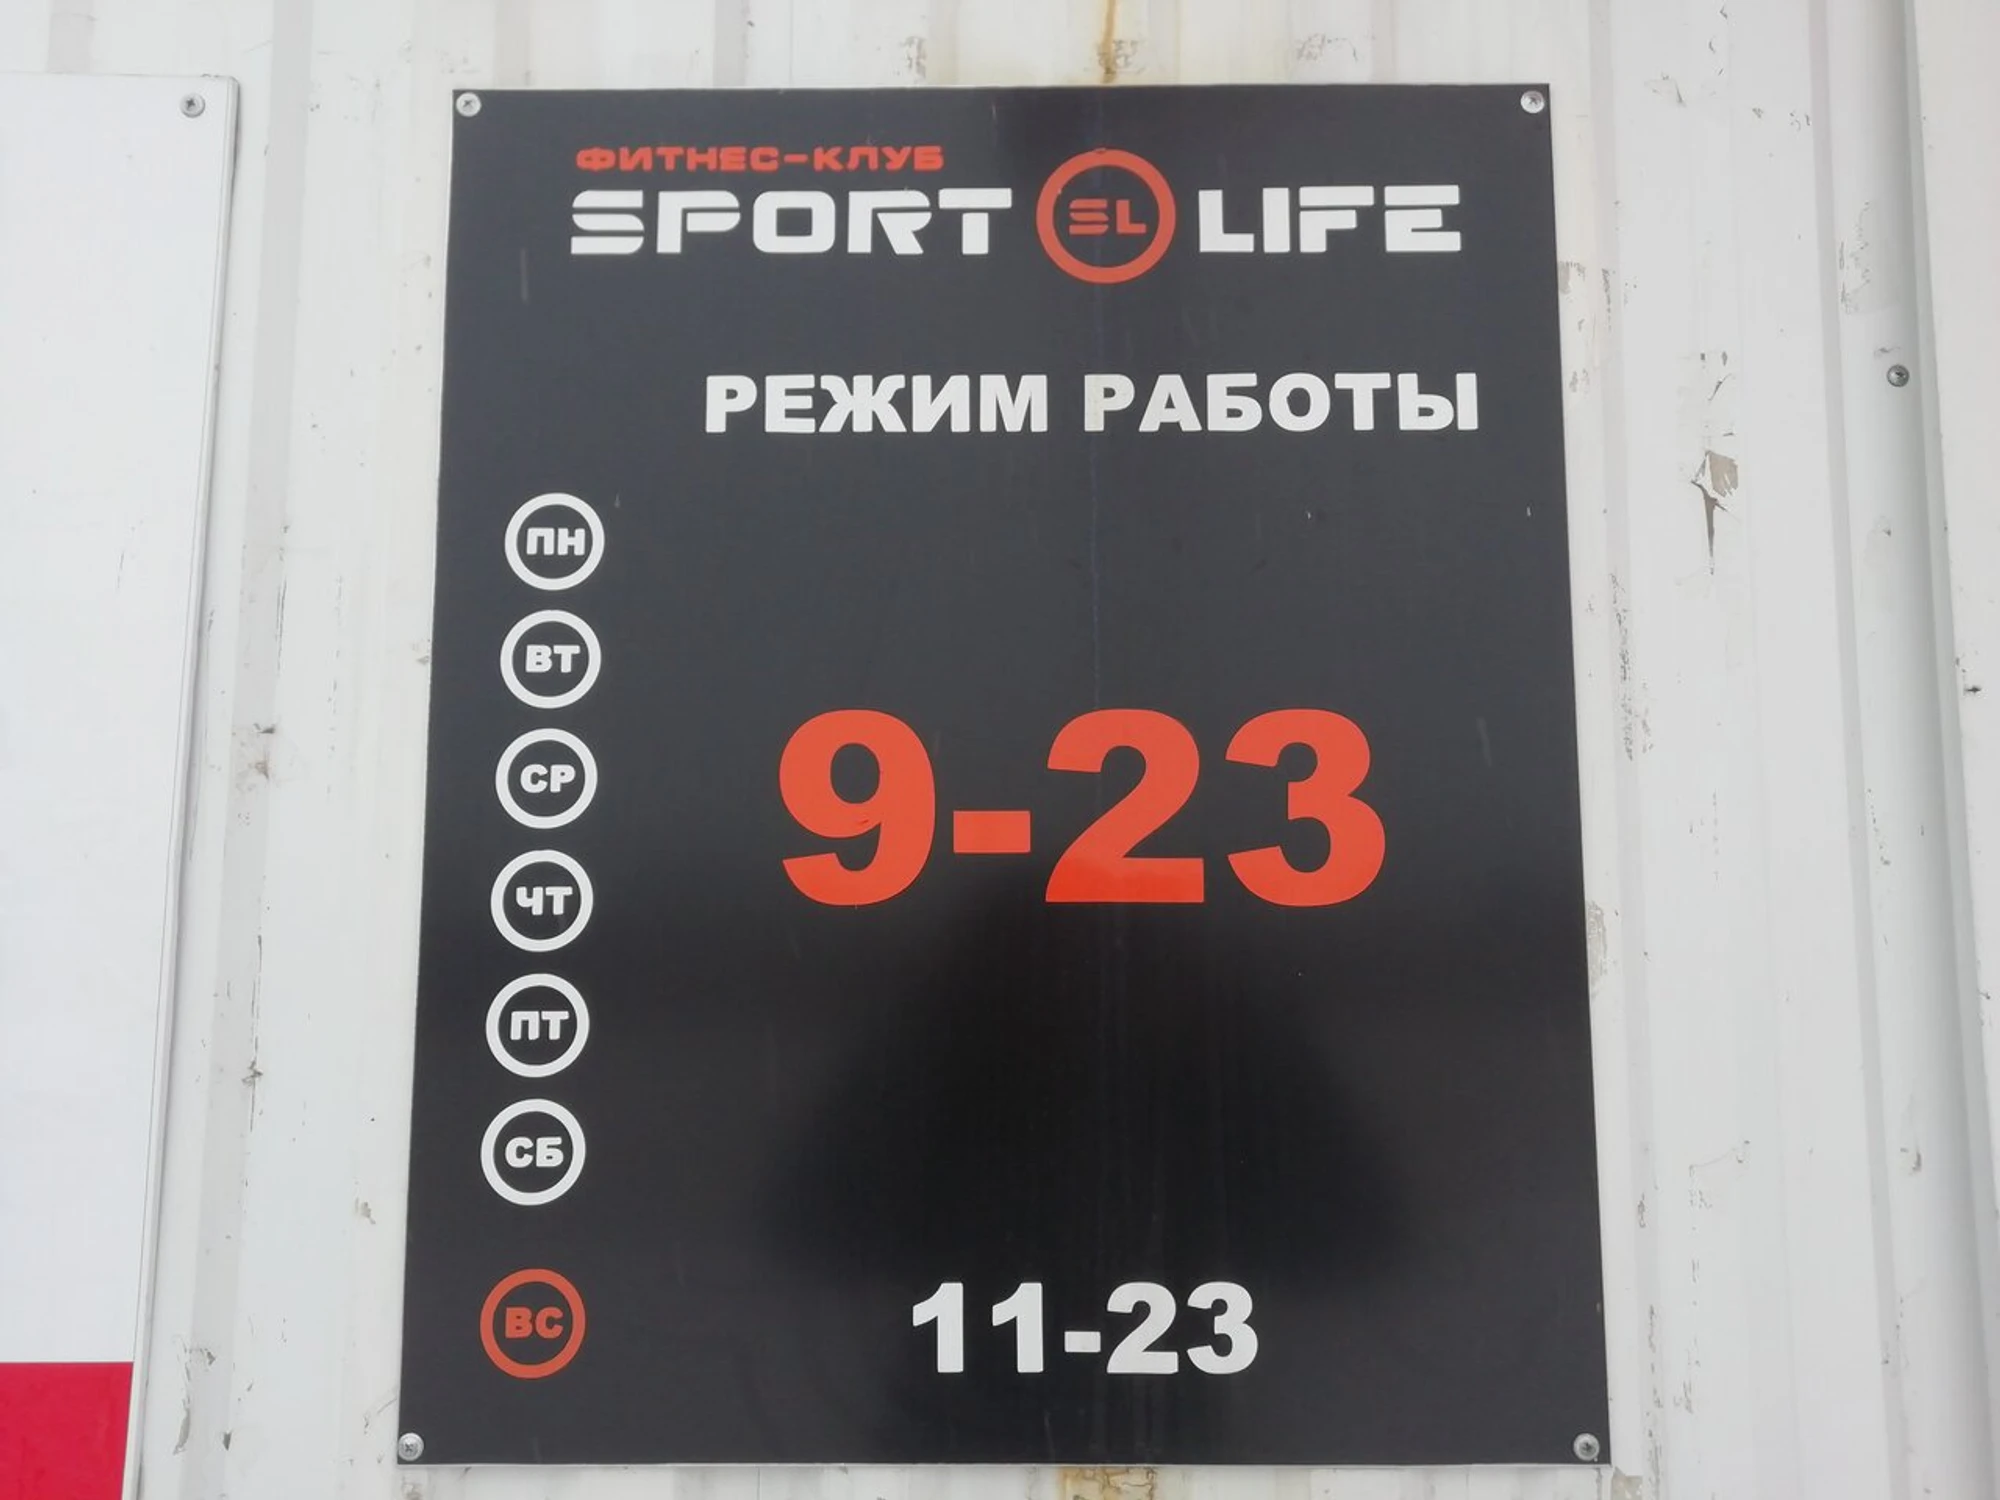 ФИТНЕС-КЛУБ
SPORT SL LIFE
РЕЖИМ РАБОТЫ
ПН
ВТ
СР
9-23
ЧТ
ПТ
СБ
ВС 11-23